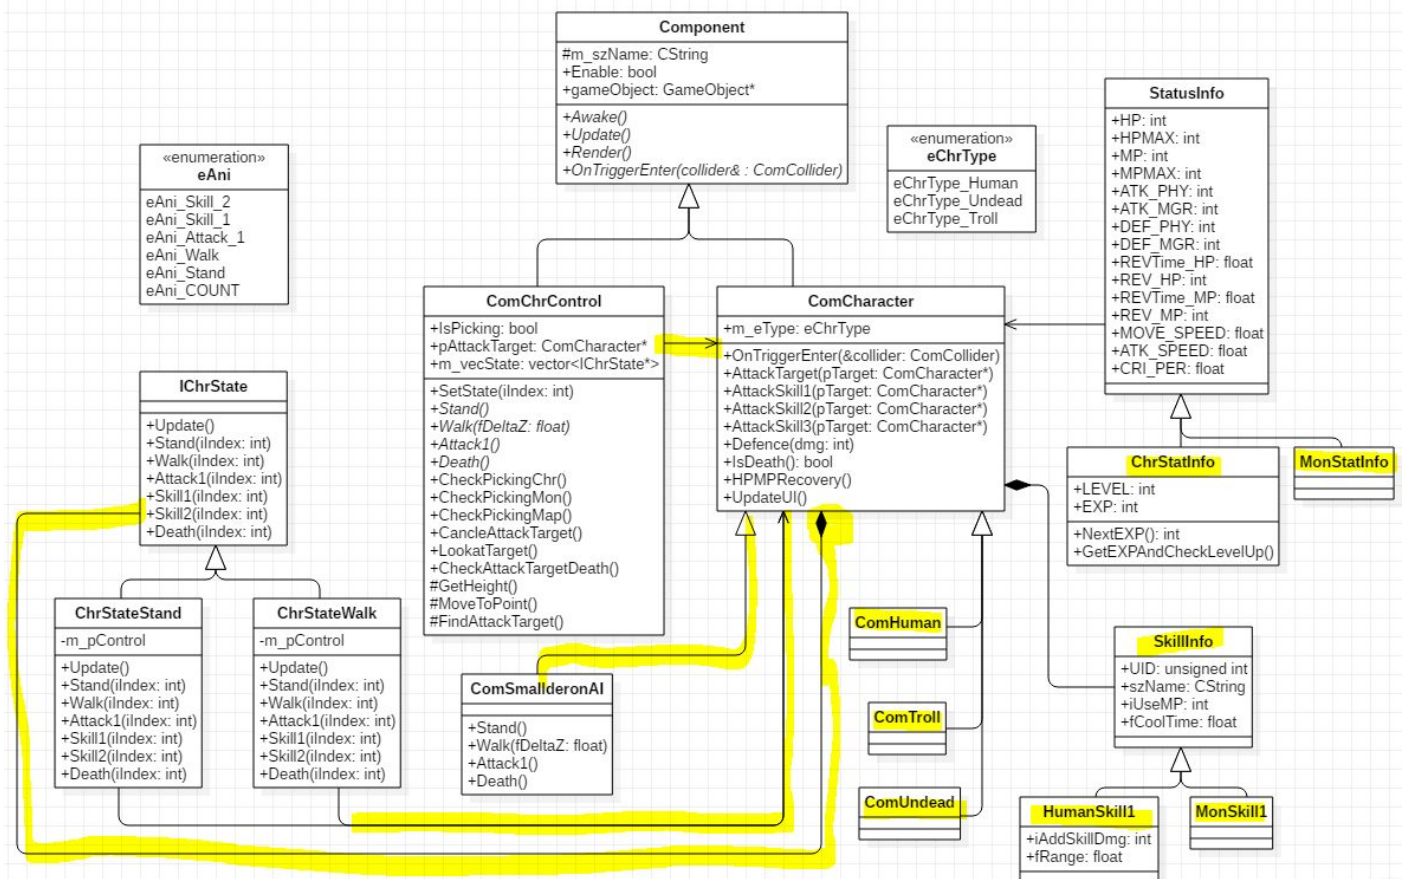 Component
#m_szName: CString
+Enable: bool
+gameObject: GameObject*
+Awake()
+Update()
+Render()
+OnTriggerEnter(collider& : ComCollider)
«enumeration»
eAni
eAni_Skill_2
eAni_Skill_1
eAni_Attack_1
eAni_Walk
eAni_Stand
eAni_COUNT
«enumeration»
eChrType
eChrType_Human
eChrType_Undead
eChrType_Troll
StatusInfo
+HP: int
+HPMAX: int
+MP: int
+MPMAX: int
+ATK_PHY: int
+ATK_MGR: int
+DEF_PHY: int
+DEF_MGR: int
+REVTime_HP: float
+REV_HP: int
+REVTime_MP: float
+REV_MP: int
+MOVE_SPEED: float
+ATK_SPEED: float
+CRI_PER: float
ComChrControl
+IsPicking: bool
+pAttackTarget: ComCharacter*
+m_vecState: vector<IChrState*>
+SetState(iIndex: int)
+Stand()
+Walk(fDeltaZ: float)
+Attack1()
+Death()
+CheckPickingChr()
+CheckPickingMon()
+CheckPickingMap()
+CancleAttackTarget()
+LookatTarget()
+CheckAttackTargetDeath()
#GetHeight()
#MoveToPoint()
#FindAttackTarget()
ComCharacter
+m_eType: eChrType
+OnTriggerEnter(&collider: ComCollider)
+AttackTarget(pTarget: ComCharacter*)
+AttackSkill1(pTarget: ComCharacter*)
+AttackSkill2(pTarget: ComCharacter*)
+AttackSkill3(pTarget: ComCharacter*)
+Defence(dmg: int)
+IsDeath(): bool
+HPMPRecovery()
+UpdateUI()
IChrState
+Update()
+Stand(iIndex: int)
+Walk(iIndex: int)
+Attack1(iIndex: int)
+Skill1(iIndex: int)
+Skill2(iIndex: int)
+Death(iIndex: int)
ChrStatInfo
+LEVEL: int
+EXP: int
+NextEXP(): int
+GetEXPAndCheckLevelUp()
MonStatInfo
ChrStateStand
-m_pControl
+Update()
+Stand(iIndex: int)
+Walk(iIndex: int)
+Attack1(iIndex: int)
+Skill1(iIndex: int)
+Skill2(iIndex: int)
+Death(iIndex: int)
ChrStateWalk
-m_pControl
+Update()
+Stand(iIndex: int)
+Walk(iIndex: int)
+Attack1(iIndex: int)
+Skill1(iIndex: int)
+Skill2(iIndex: int)
+Death(iIndex: int)
ComSmallderonAI
+Stand()
+Walk(fDeltaZ: float)
+Attack1()
+Death()
ComHuman
ComTroll
ComUndead
SkillInfo
+UID: unsigned int
+szName: CString
+iUseMP: int
+fCoolTime: float
HumanSkill1
+iAddSkillDmg: int
+fRange: float
MonSkill1